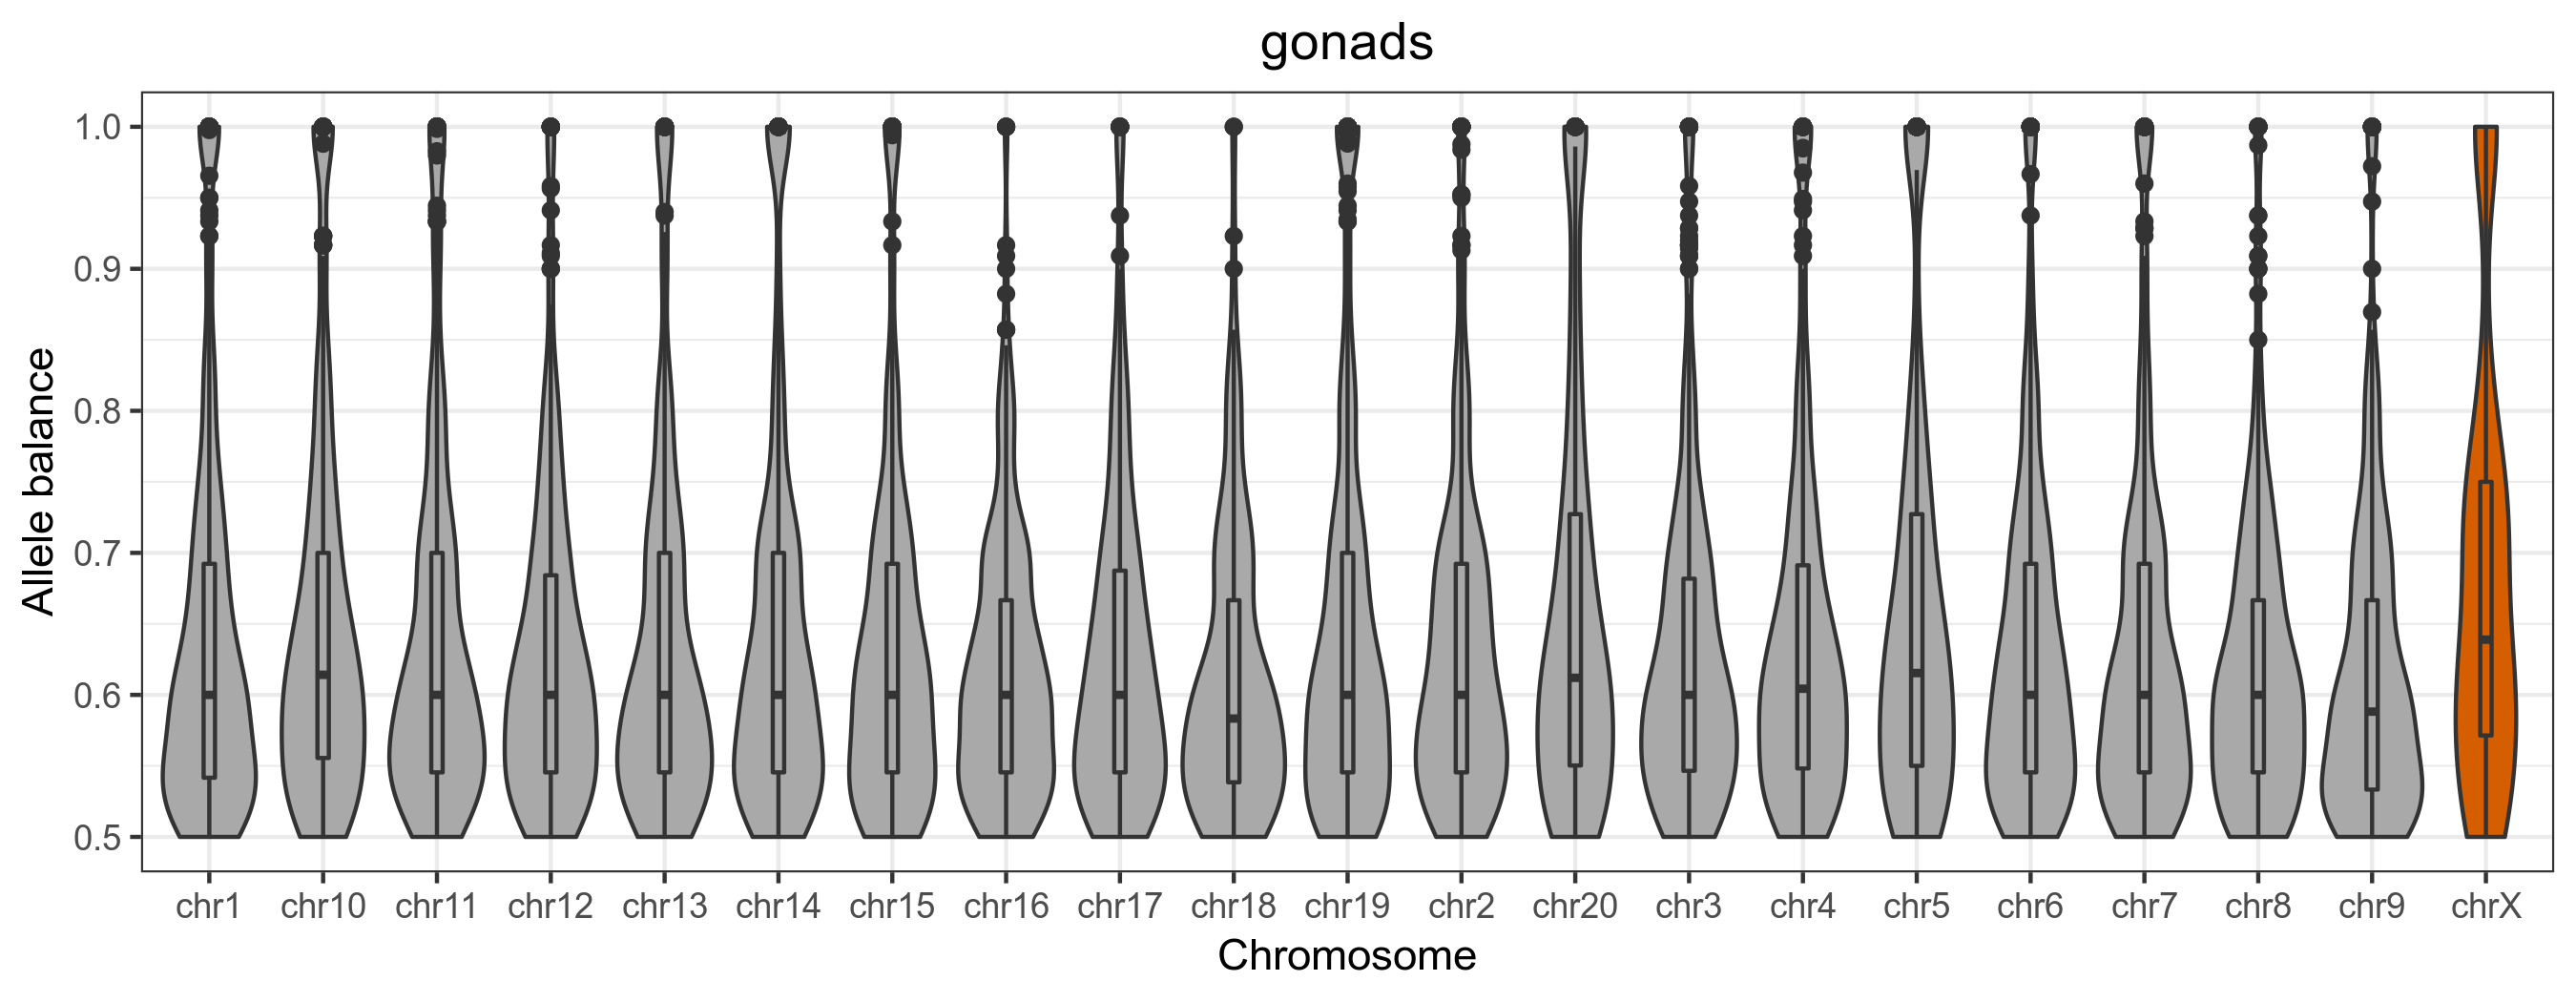 gonads
Allele balance
1.0
0.9
0.8
0.7
0.6
0.5
chr1 chr10 chr11 chr12 chr13 chr14 chr15 chr16 chr17 chr18 chr19 chr2 chr20 chr3 chr4 chr5 chr6 chr7 chr8 chr9 chrX
Chromosome